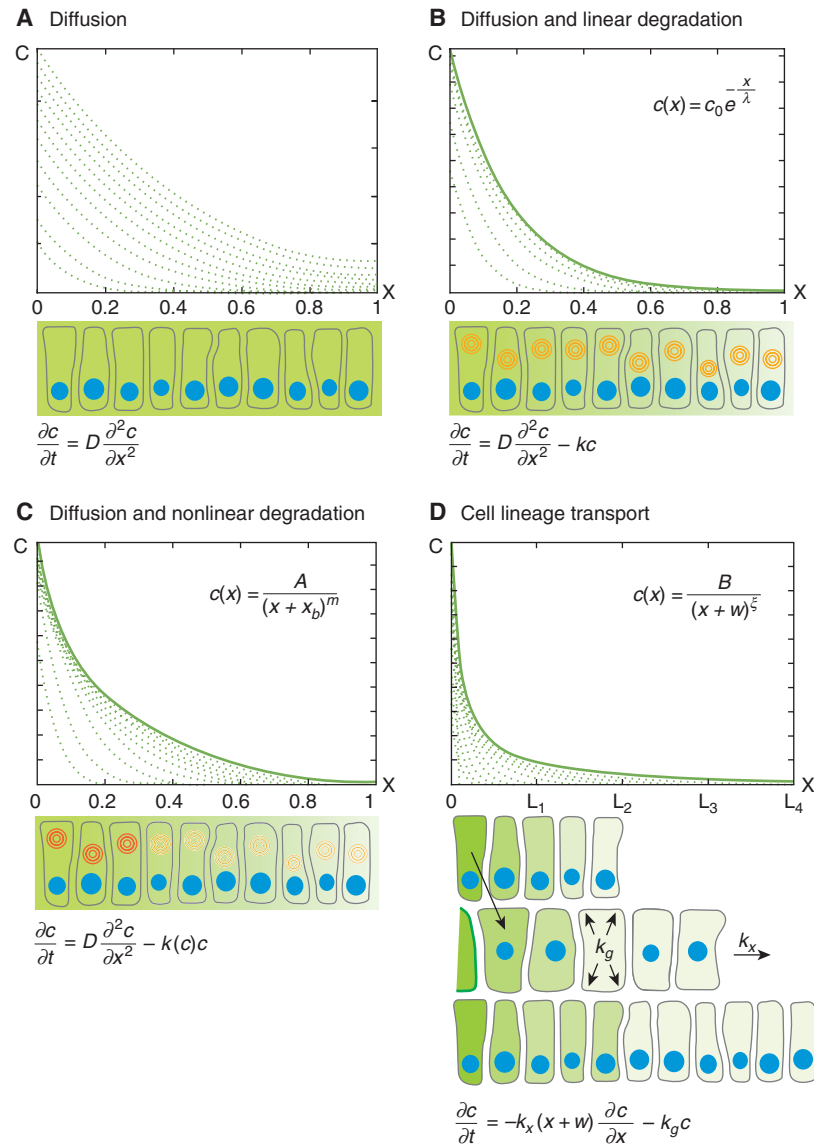 A Diffusion
C
0 0.2 0.4 0.6 0.8 1 X
∂c/∂t = D ∂²c/∂x²
B Diffusion and linear degradation
C
c(x) = c₀e^(−x/λ)
0 0.2 0.4 0.6 0.8 1 X
∂c/∂t = D ∂²c/∂x² − kc
C Diffusion and nonlinear degradation
C
c(x) = A/(x + x_b)^m
0 0.2 0.4 0.6 0.8 1 X
∂c/∂t = D ∂²c/∂x² − k(c)c
D Cell lineage transport
C
c(x) = B/(x + w)^ξ
X
0 L₁ L₂ L₃ L₄
k_g
k_x
∂c/∂t = −k_x(x+w) ∂c/∂x − k_g c